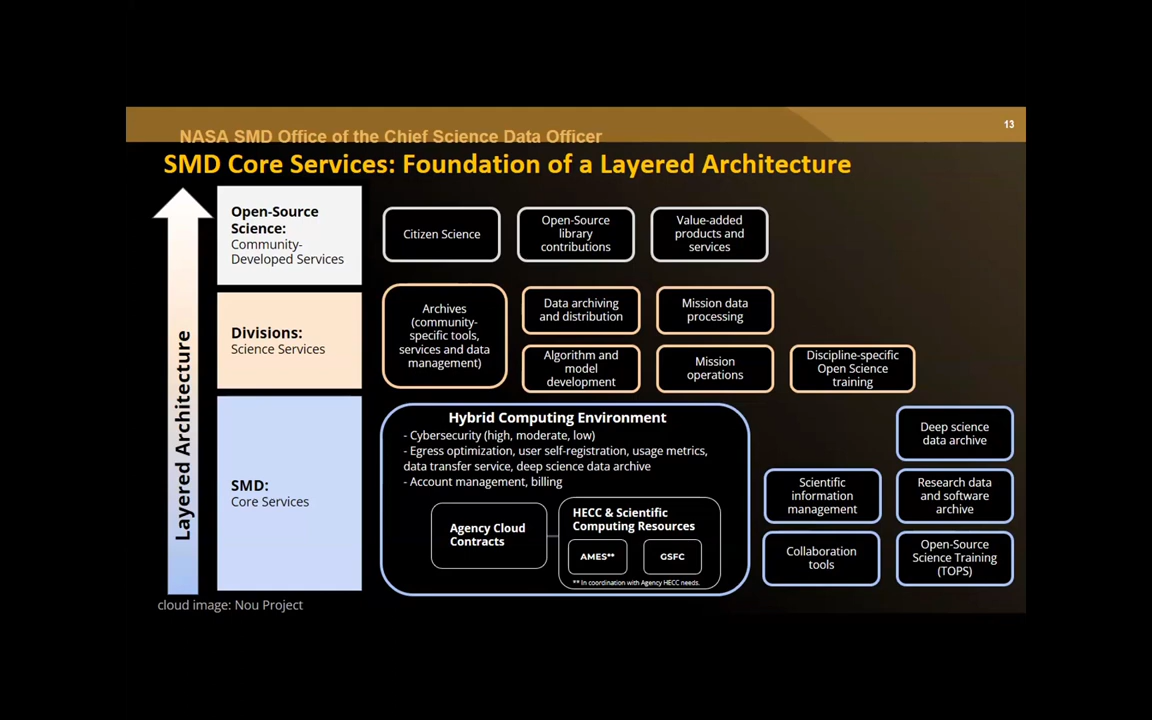 13
NASA SMD Office of the Chief Science Data Officer
SMD Core Services: Foundation of a Layered Architecture
Layered Architecture
Open-Source
Science:
Community-
Developed Services
Citizen Science
Open-Source
library
contributions
Value-added
products and
services
Divisions:
Science Services
Archives
(community-
specific tools,
services and data
management)
Data archiving
and distribution
Mission data
processing
Algorithm and
model
development
Mission
operations
Discipline-specific
Open Science
training
SMD:
Core Services
Hybrid Computing Environment
- Cybersecurity (high, moderate, low)
- Egress optimization, user self-registration, usage metrics,
data transfer service, deep science data archive
- Account management, billing
Agency Cloud
Contracts
HECC & Scientific
Computing Resources
AMES**
GSFC
** In coordination with Agency HECC needs.
Deep science
data archive
Scientific
information
management
Research data
and software
archive
Collaboration
tools
Open-Source
Science Training
(TOPS)
cloud image: Nou Project